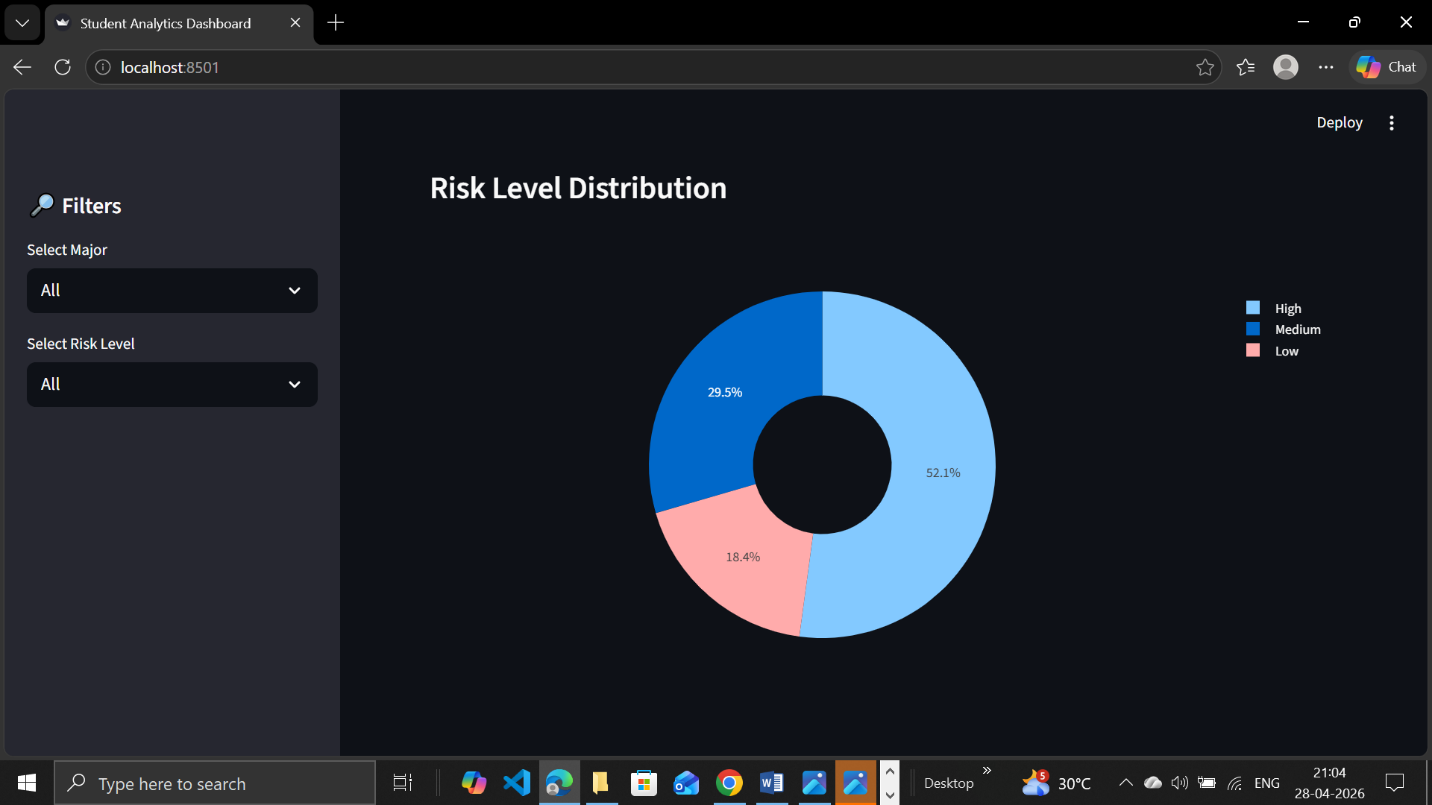 Student Analytics Dashboard
localhost:8501
Chat
Deploy
Filters
Select Major
All
Select Risk Level
All
Risk Level Distribution
High
Medium
Low
29.5%
52.1%
18.4%
Type here to search
Desktop
5
30°C
ENG
21:04
28-04-2026